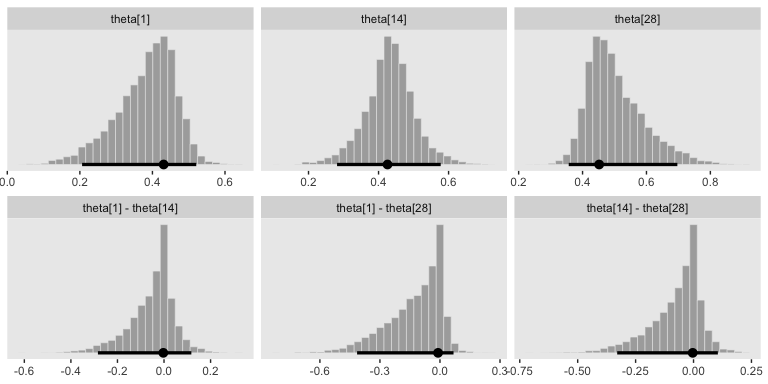 theta[1] theta[14] theta[28]
0.0 0.2 0.4 0.6 0.2 0.4 0.6 0.2 0.4 0.6 0.8
theta[1] - theta[14] theta[1] - theta[28] theta[14] - theta[28]
-0.6 -0.4 -0.2 0.0 0.2 -0.6 -0.3 0.0 0.3 -0.75 -0.50 -0.25 0.00 0.25